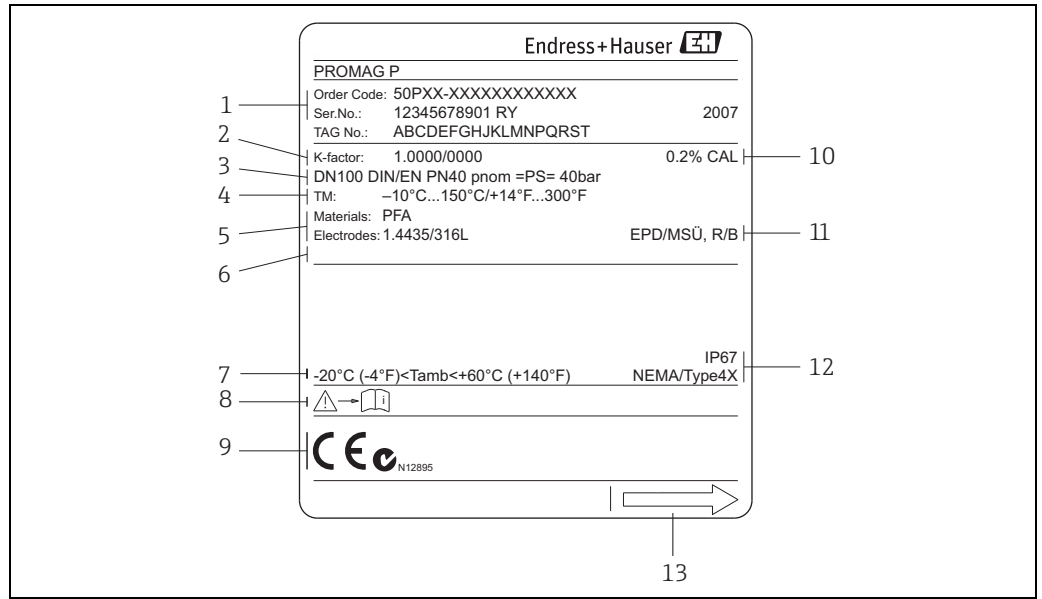 Endress+Hauser EH
PROMAG P
1 Order Code: 50PXX-XXXXXXXXXXXX
Ser.No.: 12345678901 RY 2007
TAG No.: ABCDEFGHJKLMNPQRST
2 K-factor: 1.0000/0000 0.2% CAL 10
3 DN100 DIN/EN PN40 pnom =PS= 40bar
4 TM: –10°C...150°C/+14°F...300°F
5 Materials: PFA
Electrodes: 1.4435/316L EPD/MSÜ, R/B 11
6
IP67
7 -20°C (-4°F)<Tamb<+60°C (+140°F) NEMA/Type4X 12
8 i
9 CE N12895
13